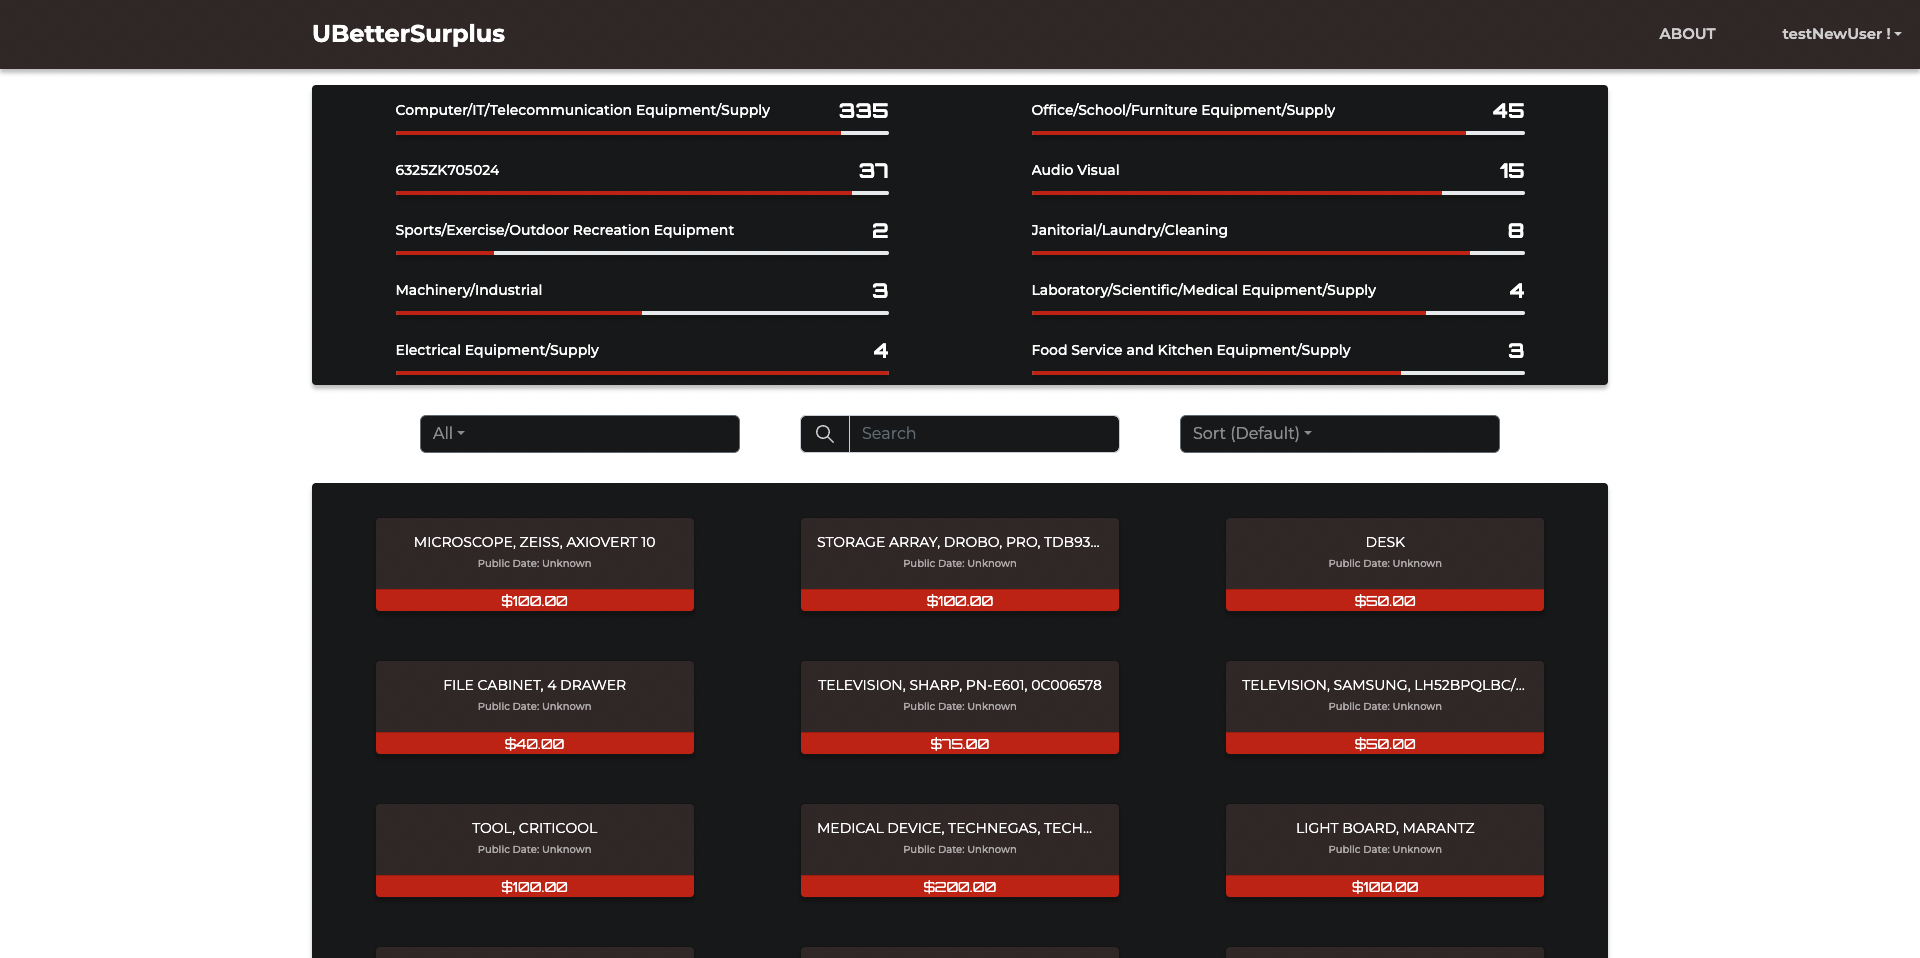 UBetterSurplus
ABOUT
testNewUser !
Computer/IT/Telecommunication Equipment/Supply 335
Office/School/Furniture Equipment/Supply 45
6325ZK705024 37
Audio Visual 15
Sports/Exercise/Outdoor Recreation Equipment 2
Janitorial/Laundry/Cleaning 8
Machinery/Industrial 3
Laboratory/Scientific/Medical Equipment/Supply 4
Electrical Equipment/Supply 4
Food Service and Kitchen Equipment/Supply 3
All
Search
Sort (Default)
MICROSCOPE, ZEISS, AXIOVERT 10
Public Date: Unknown
$100.00
STORAGE ARRAY, DROBO, PRO, TDB93...
Public Date: Unknown
$100.00
DESK
Public Date: Unknown
$50.00
FILE CABINET, 4 DRAWER
Public Date: Unknown
$40.00
TELEVISION, SHARP, PN-E601, 0C006578
Public Date: Unknown
$75.00
TELEVISION, SAMSUNG, LH52BPQLBC/...
Public Date: Unknown
$50.00
TOOL, CRITICOOL
Public Date: Unknown
$100.00
MEDICAL DEVICE, TECHNEGAS, TECH...
Public Date: Unknown
$200.00
LIGHT BOARD, MARANTZ
Public Date: Unknown
$100.00